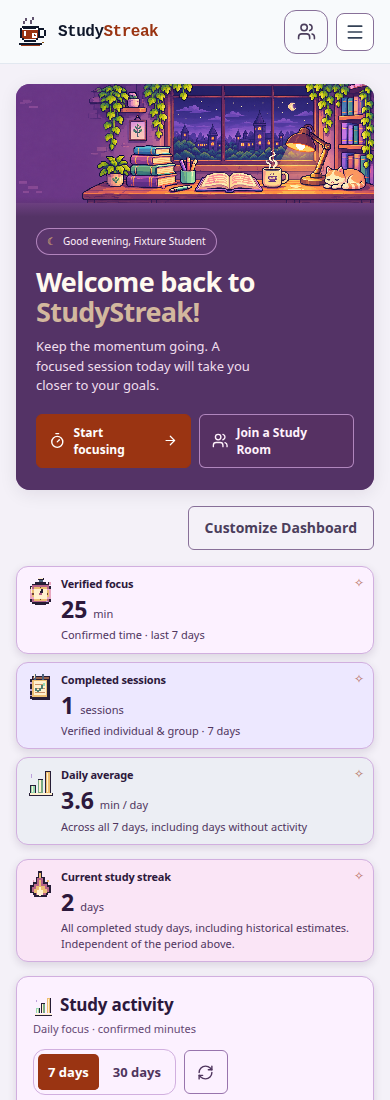 StudyStreak
Good evening, Fixture Student
Welcome back to
StudyStreak!
Keep the momentum going. A
focused session today will take you
closer to your goals.
Start
focusing
Join a Study
Room
Customize Dashboard
Verified focus
25 min
Confirmed time · last 7 days
Completed sessions
1 sessions
Verified individual & group · 7 days
Daily average
3.6 min / day
Across all 7 days, including days without activity
Current study streak
2 days
All completed study days, including historical estimates.
Independent of the period above.
Study activity
Daily focus · confirmed minutes
7 days
30 days